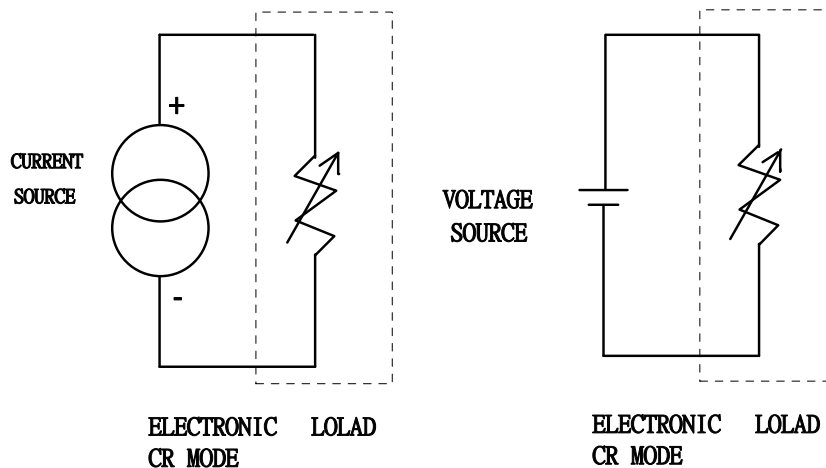 +
CURRENT
SOURCE
-
ELECTRONIC LOLAD
CR MODE
VOLTAGE
SOURCE
ELECTRONIC LOLAD
CR MODE